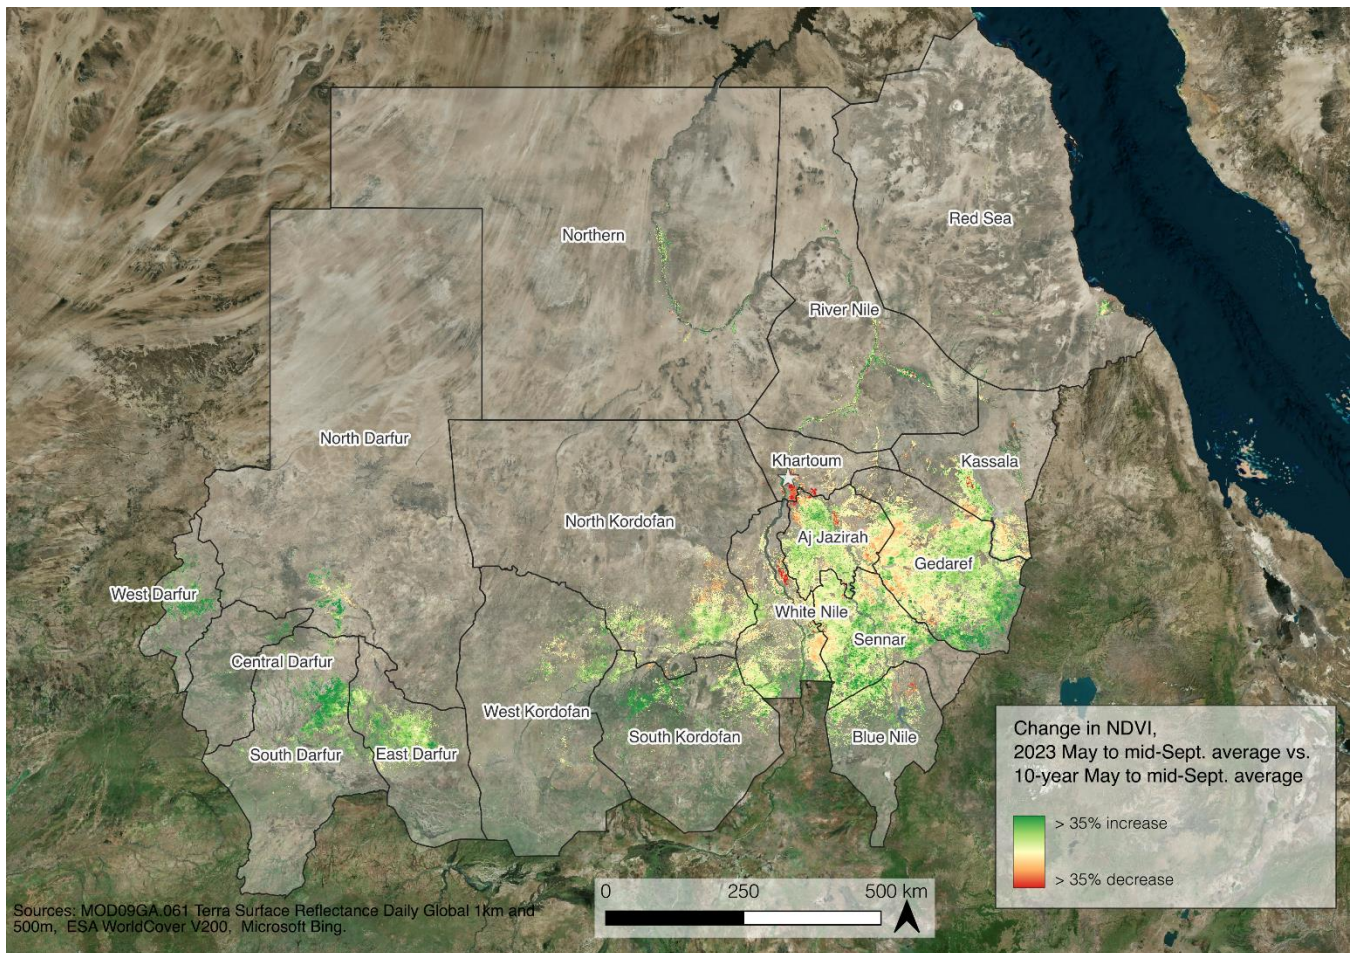 Red Sea
Northern
River Nile
North Darfur
Khartoum
Kassala
North Kordofan
Aj Jazirah
Gedaref
West Darfur
White Nile
Sennar
Central Darfur
West Kordofan
South Kordofan
Blue Nile
South Darfur
East Darfur
Change in NDVI,
2023 May to mid-Sept. average vs.
10-year May to mid-Sept. average
> 35% increase
> 35% decrease
0 250 500 km
Sources: MOD09GA.061 Terra Surface Reflectance Daily Global 1km and
500m, ESA WorldCover V200, Microsoft Bing.